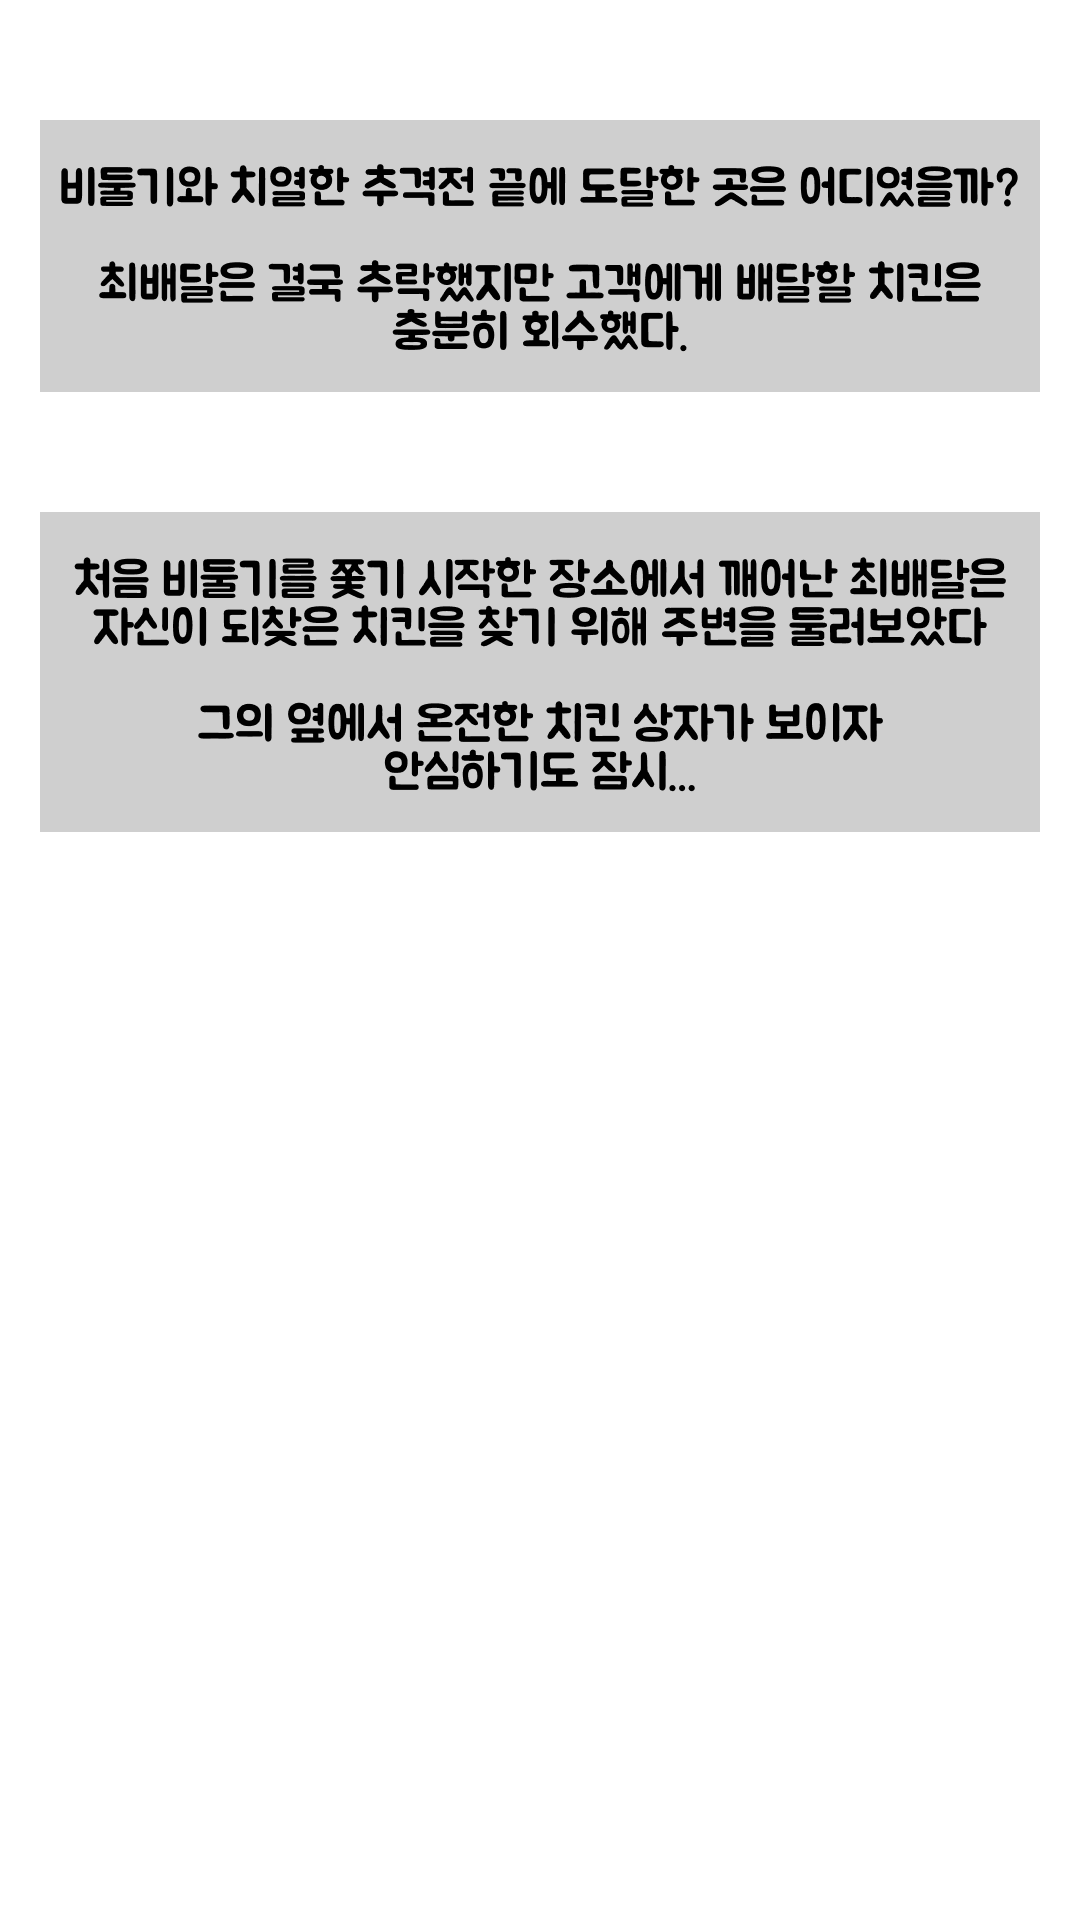 비둘기와 치열한 추격전 끝에 도달한 곳은 어디였을까?
최배달은 결국 추락했지만 고객에게 배달할 치킨은
충분히 회수했다.
처음 비둘기를 쫓기 시작한 장소에서 깨어난 최배달은
자신이 되찾은 치킨을 찾기 위해 주변을 둘러보았다
그의 옆에서 온전한 치킨 상자가 보이자
안심하기도 잠시...